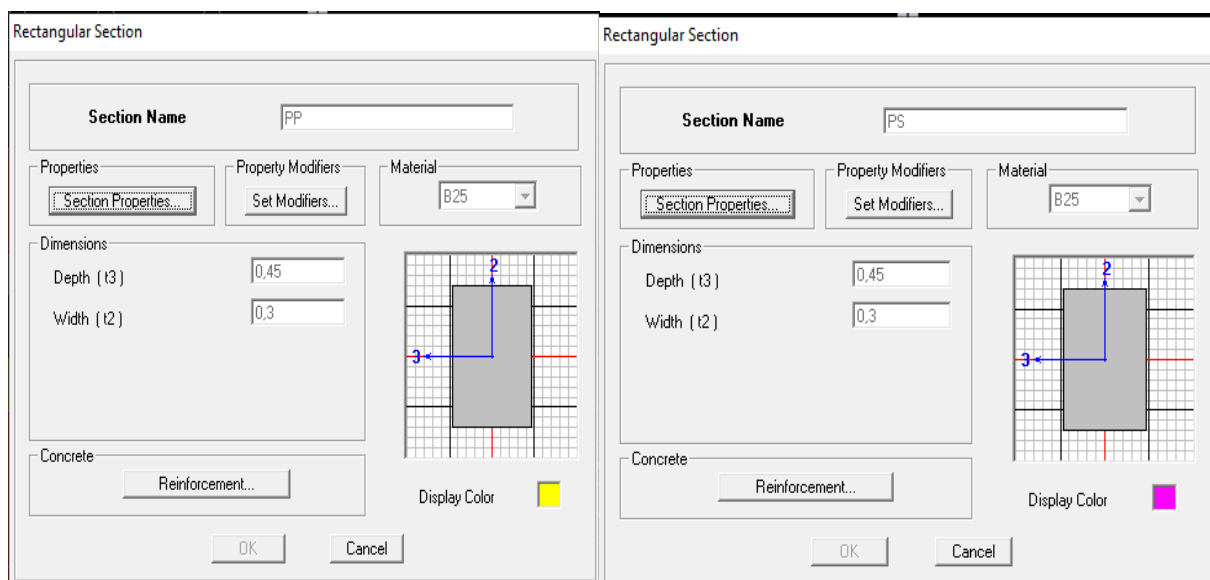 Rectangular Section
Section Name PP
Properties Property Modifiers Material
Section Properties... Set Modifiers... B25
Dimensions
Depth ( t3 ) 0,45
Width ( t2 ) 0,3
2
3
Concrete
Reinforcement...
Display Color
OK Cancel
Rectangular Section
Section Name PS
Properties Property Modifiers Material
Section Properties... Set Modifiers... B25
Dimensions
Depth ( t3 ) 0,45
Width ( t2 ) 0,3
2
3
Concrete
Reinforcement...
Display Color
OK Cancel